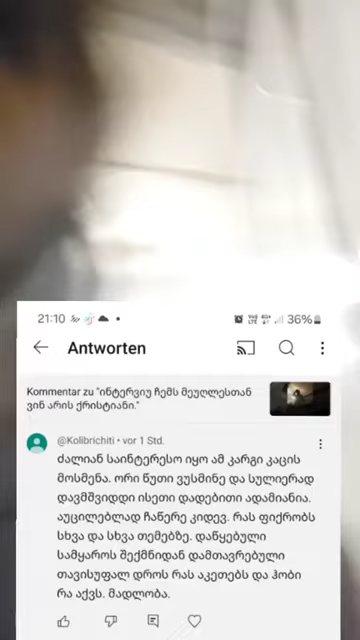 21:10
36%
Antworten
Kommentar zu "ინტერვიუ ჩემს მეუღლესთან
ვინ არის ქრისტიანი."
@Kolibrichiti • vor 1 Std.
ძალიან საინტერესო იყო ამ კარგი კაცის
მოსმენა. ორი წუთი ვუსმინე და სულიერად
დავმშვიდდი ისეთი დადებითი ადამიანია.
აუცილებლად ჩაწერე კიდევ. რას ფიქრობს
სხვა და სხვა თემებზე. დაწყებული
სამყაროს შექმნიდან დამთავრებული
თავისუფალ დროს რას აკეთებს და ჰობი
რა აქვს. მადლობა.